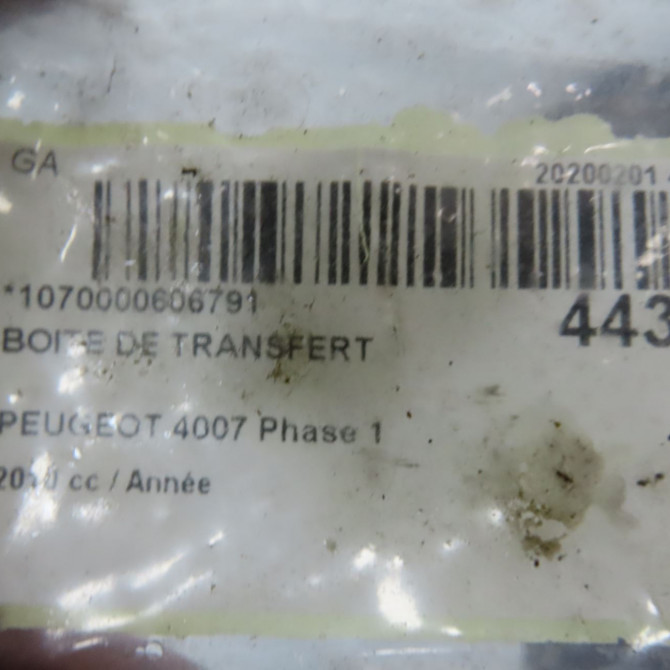 GA 20200201
*1070000606791 443
BOITE DE TRANSFERT
PEUGEOT 4007 Phase 1
cc / Année